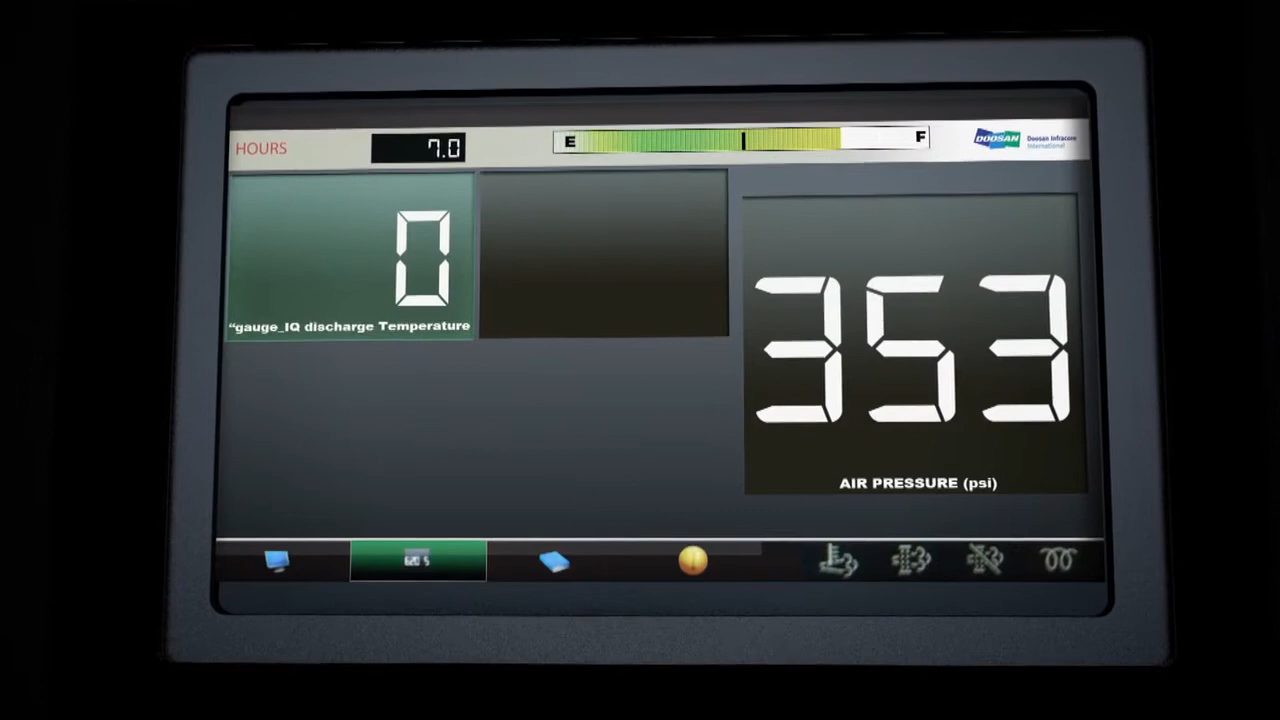 HOURS
7.0
E
F
DOOSAN
Doosan Infracore
International
0
“gauge_IQ discharge Temperature
353
AIR PRESSURE (psi)